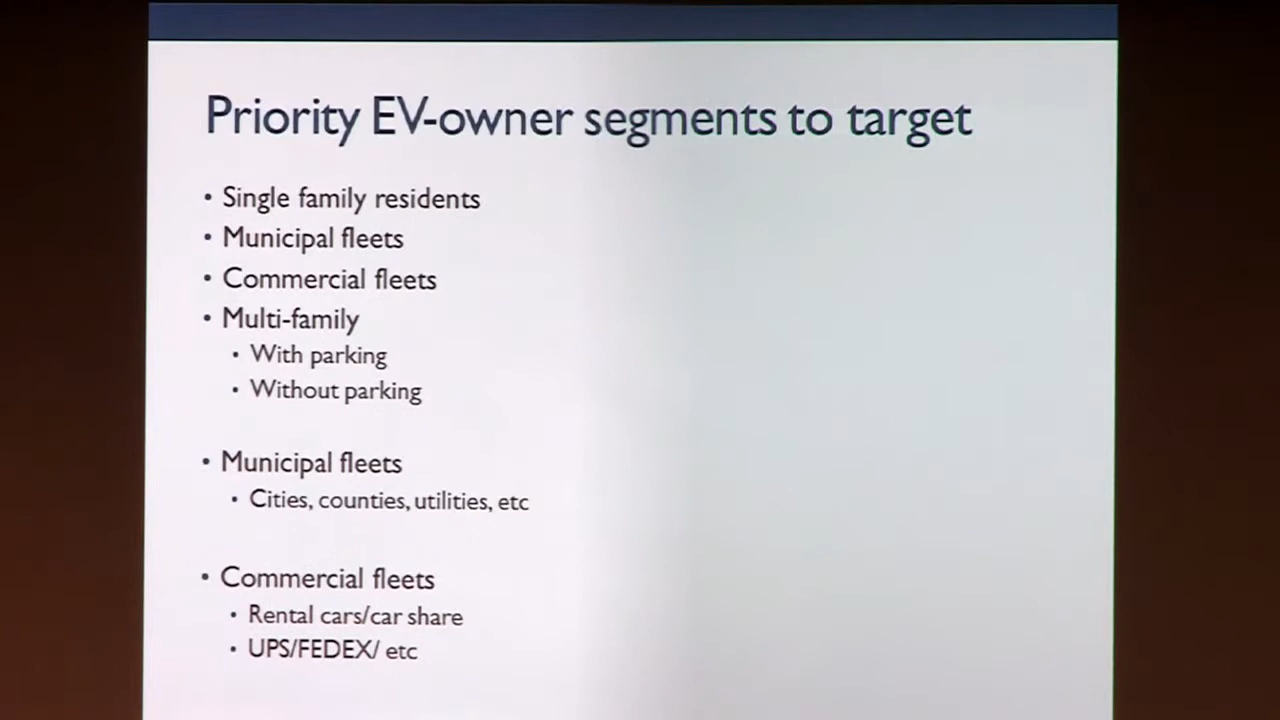 Priority EV-owner segments to target
• Single family residents
• Municipal fleets
• Commercial fleets
• Multi-family
• With parking
• Without parking
• Municipal fleets
• Cities, counties, utilities, etc
• Commercial fleets
• Rental cars/car share
• UPS/FEDEX/ etc